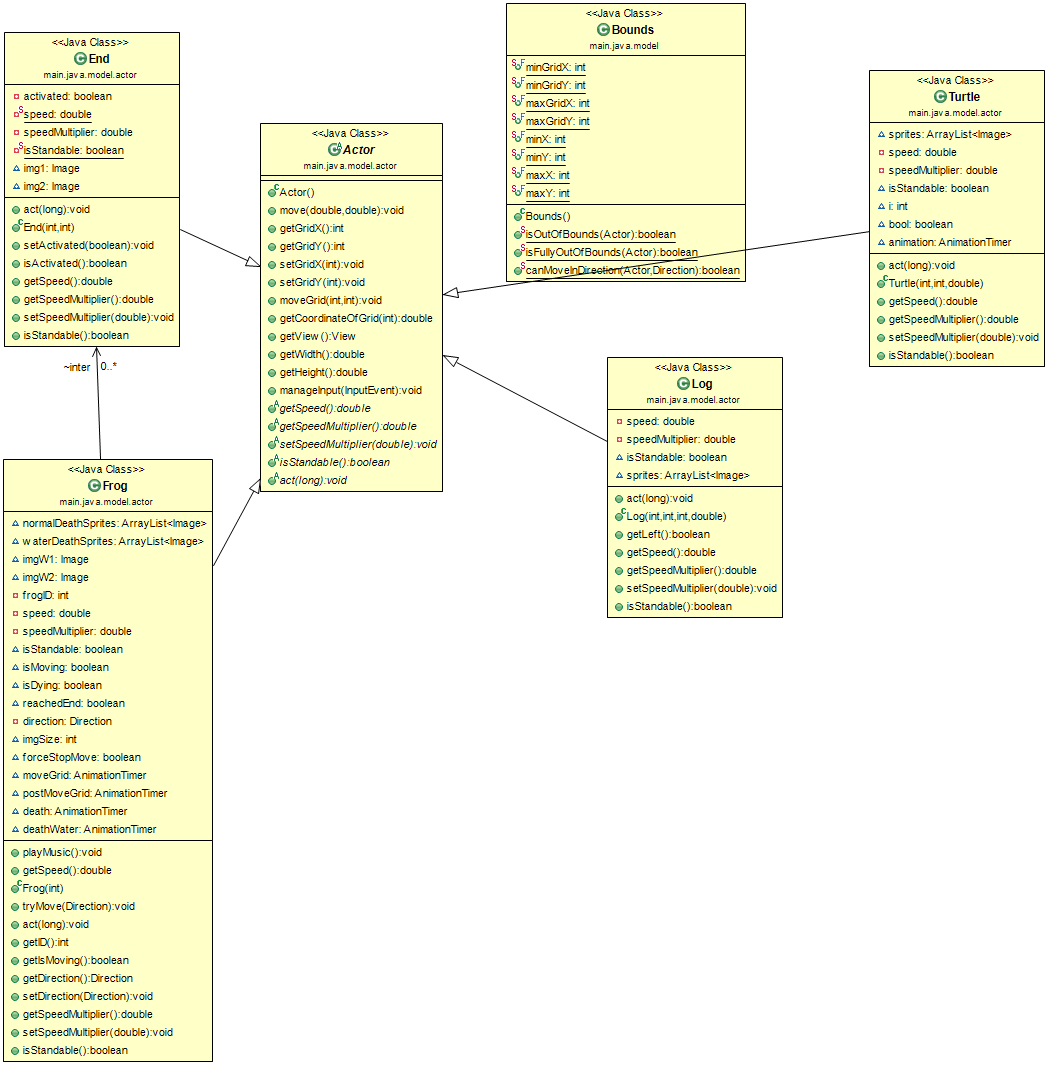 <<Java Class>>
End
main.java.model.actor
activated: boolean
speed: double
speedMultiplier: double
isStandable: boolean
img1: Image
img2: Image
act(long):void
End(int,int)
setActivated(boolean):void
isActivated():boolean
getSpeed():double
getSpeedMultiplier():double
setSpeedMultiplier(double):void
isStandable():boolean
~inter 0..*
<<Java Class>>
Frog
main.java.model.actor
normalDeathSprites: ArrayList<Image>
waterDeathSprites: ArrayList<Image>
imgW1: Image
imgW2: Image
frogID: int
speed: double
speedMultiplier: double
isStandable: boolean
isMoving: boolean
isDying: boolean
reachedEnd: boolean
direction: Direction
imgSize: int
forceStopMove: boolean
moveGrid: AnimationTimer
postMoveGrid: AnimationTimer
death: AnimationTimer
deathWater: AnimationTimer
playMusic():void
getSpeed():double
Frog(int)
tryMove(Direction):void
act(long):void
getID():int
getIsMoving():boolean
getDirection():Direction
setDirection(Direction):void
getSpeedMultiplier():double
setSpeedMultiplier(double):void
isStandable():boolean
<<Java Class>>
Actor
main.java.model.actor
Actor()
move(double,double):void
getGridX():int
getGridY():int
setGridX(int):void
setGridY(int):void
moveGrid(int,int):void
getCoordinateOfGrid(int):double
getView():View
getWidth():double
getHeight():double
manageInput(InputEvent):void
getSpeed():double
getSpeedMultiplier():double
setSpeedMultiplier(double):void
isStandable():boolean
act(long):void
<<Java Class>>
Bounds
main.java.model
minGridX: int
minGridY: int
maxGridX: int
maxGridY: int
minX: int
minY: int
maxX: int
maxY: int
Bounds()
isOutOfBounds(Actor):boolean
isFullyOutOfBounds(Actor):boolean
canMoveInDirection(Actor,Direction):boolean
<<Java Class>>
Log
main.java.model.actor
speed: double
speedMultiplier: double
isStandable: boolean
sprites: ArrayList<Image>
act(long):void
Log(int,int,int,double)
getLeft():boolean
getSpeed():double
getSpeedMultiplier():double
setSpeedMultiplier(double):void
isStandable():boolean
<<Java Class>>
Turtle
main.java.model.actor
sprites: ArrayList<Image>
speed: double
speedMultiplier: double
isStandable: boolean
i: int
bool: boolean
animation: AnimationTimer
act(long):void
Turtle(int,int,double)
getSpeed():double
getSpeedMultiplier():double
setSpeedMultiplier(double):void
isStandable():boolean